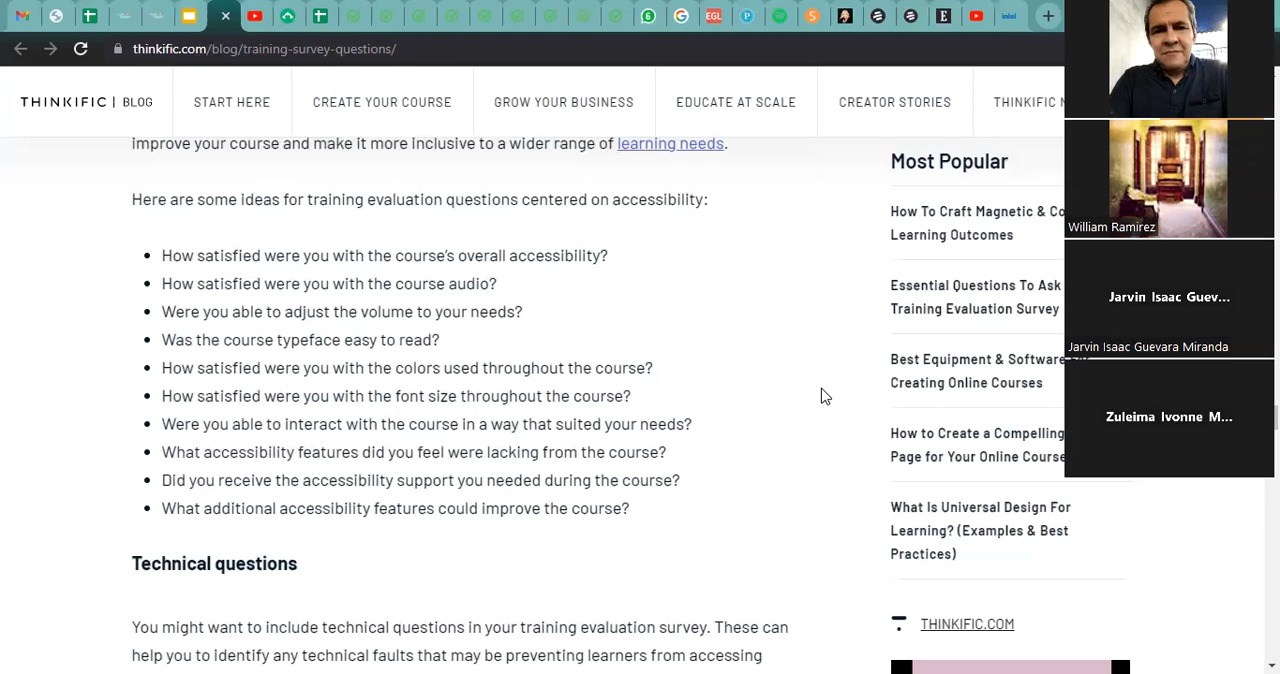 6
EGL
intel
thinkific.com/blog/training-survey-questions/
THINKIFIC | BLOG
START HERE
CREATE YOUR COURSE
GROW YOUR BUSINESS
EDUCATE AT SCALE
CREATOR STORIES
THINKIFIC
improve your course and make it more inclusive to a wider range of learning needs.
Here are some ideas for training evaluation questions centered on accessibility:
How satisfied were you with the course's overall accessibility?
How satisfied were you with the course audio?
Were you able to adjust the volume to your needs?
Was the course typeface easy to read?
How satisfied were you with the colors used throughout the course?
How satisfied were you with the font size throughout the course?
Were you able to interact with the course in a way that suited your needs?
What accessibility features did you feel were lacking from the course?
Did you receive the accessibility support you needed during the course?
What additional accessibility features could improve the course?
Technical questions
You might want to include technical questions in your training evaluation survey. These can
help you to identify any technical faults that may be preventing learners from accessing
Most Popular
How To Craft Magnetic & Co
Learning Outcomes
Essential Questions To Ask
Training Evaluation Survey
Best Equipment & Software
Creating Online Courses
How to Create a Compelling
Page for Your Online Course
What Is Universal Design For
Learning? (Examples & Best
Practices)
THINKIFIC.COM
William Ramirez
Jarvin Isaac Guev...
Jarvin Isaac Guevara Miranda
Zuleima Ivonne M...